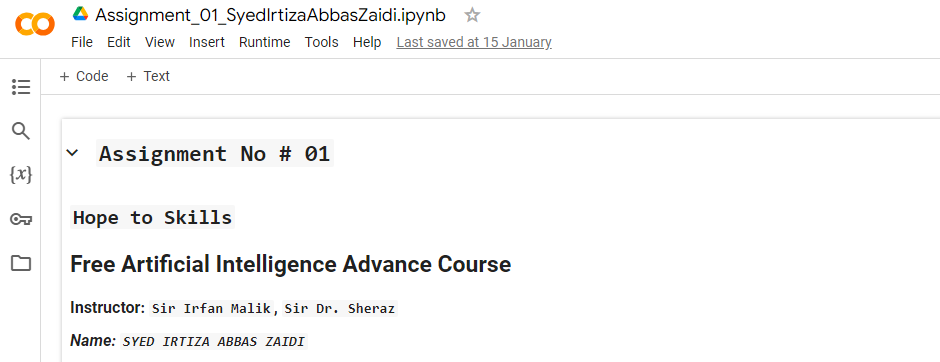 Assignment_01_SyedIrtizaAbbasZaidi.ipynb
File Edit View Insert Runtime Tools Help Last saved at 15 January
+ Code + Text
{x}
Assignment No # 01
Hope to Skills
Free Artificial Intelligence Advance Course
Instructor: Sir Irfan Malik, Sir Dr. Sheraz
Name: SYED IRTIZA ABBAS ZAIDI